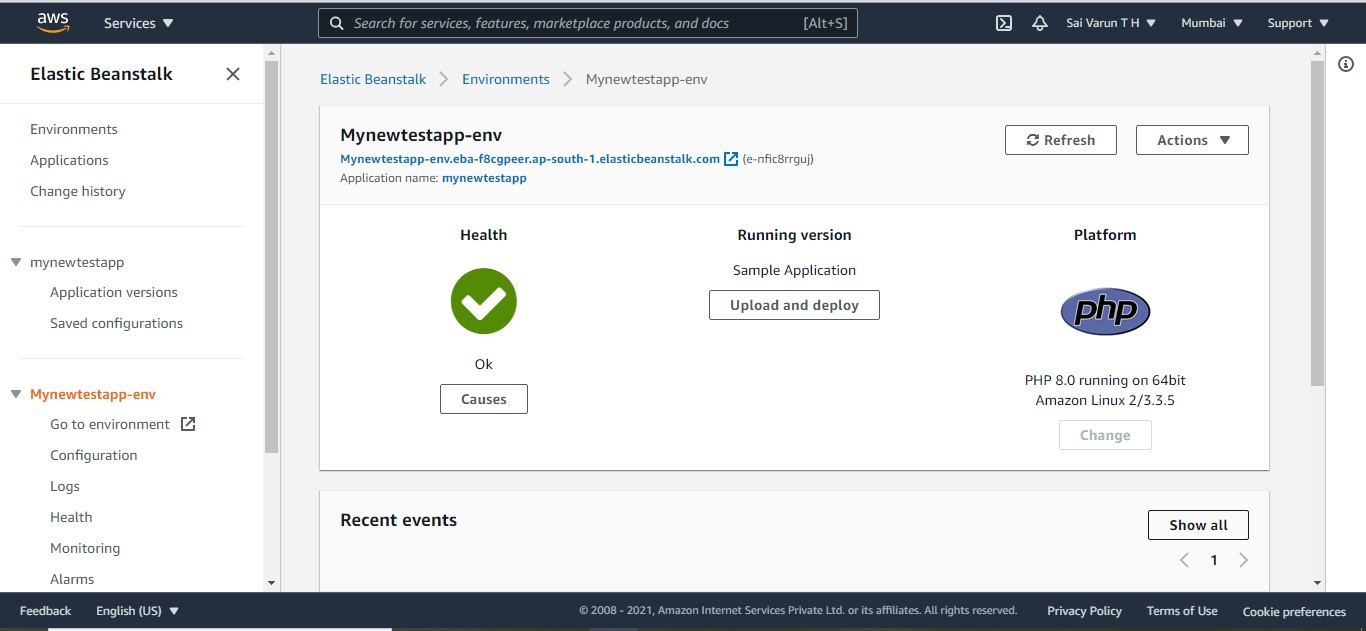 aws
Services
Search for services, features, marketplace products, and docs
[Alt+S]
Sai Varun T H
Mumbai
Support
Elastic Beanstalk
Environments
Applications
Change history
mynewtestapp
Application versions
Saved configurations
Mynewtestapp-env
Go to environment
Configuration
Logs
Health
Monitoring
Alarms
Elastic Beanstalk
Environments
Mynewtestapp-env
Mynewtestapp-env
Mynewtestapp-env.eba-f8cgpeer.ap-south-1.elasticbeanstalk.com (e-nfic8rrguj)
Application name: mynewtestapp
Refresh
Actions
Health
Ok
Causes
Running version
Sample Application
Upload and deploy
Platform
php
PHP 8.0 running on 64bit
Amazon Linux 2/3.3.5
Change
Recent events
Show all
1
Feedback
English (US)
© 2008 - 2021, Amazon Internet Services Private Ltd. or its affiliates. All rights reserved.
Privacy Policy
Terms of Use
Cookie preferences